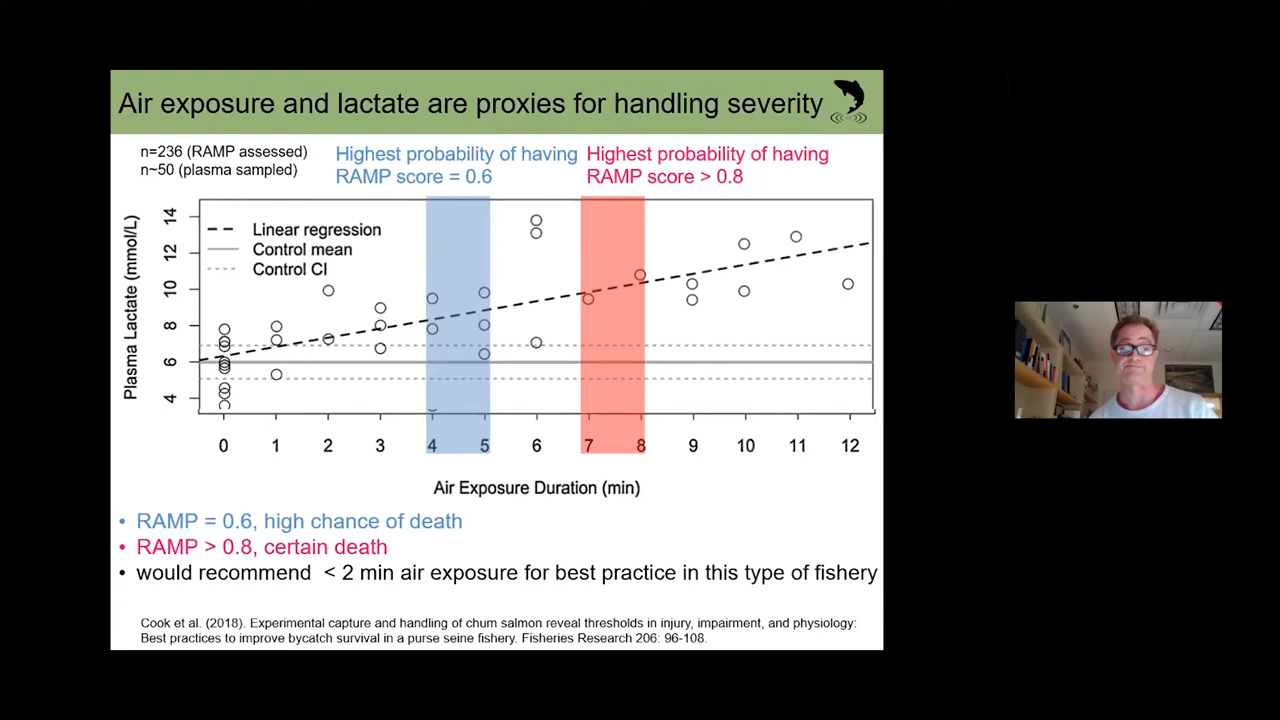 Air exposure and lactate are proxies for handling severity
n=236 (RAMP assessed)
n~50 (plasma sampled)
Highest probability of having
RAMP score = 0.6
Highest probability of having
RAMP score > 0.8
Plasma Lactate (mmol/L)
14
12
10
8
6
4
Linear regression
Control mean
Control CI
0 1 2 3 4 5 6 7 8 9 10 11 12
Air Exposure Duration (min)
• RAMP = 0.6, high chance of death
• RAMP > 0.8, certain death
• would recommend < 2 min air exposure for best practice in this type of fishery
Cook et al. (2018). Experimental capture and handling of chum salmon reveal thresholds in injury, impairment, and physiology:
Best practices to improve bycatch survival in a purse seine fishery. Fisheries Research 206: 96-108.